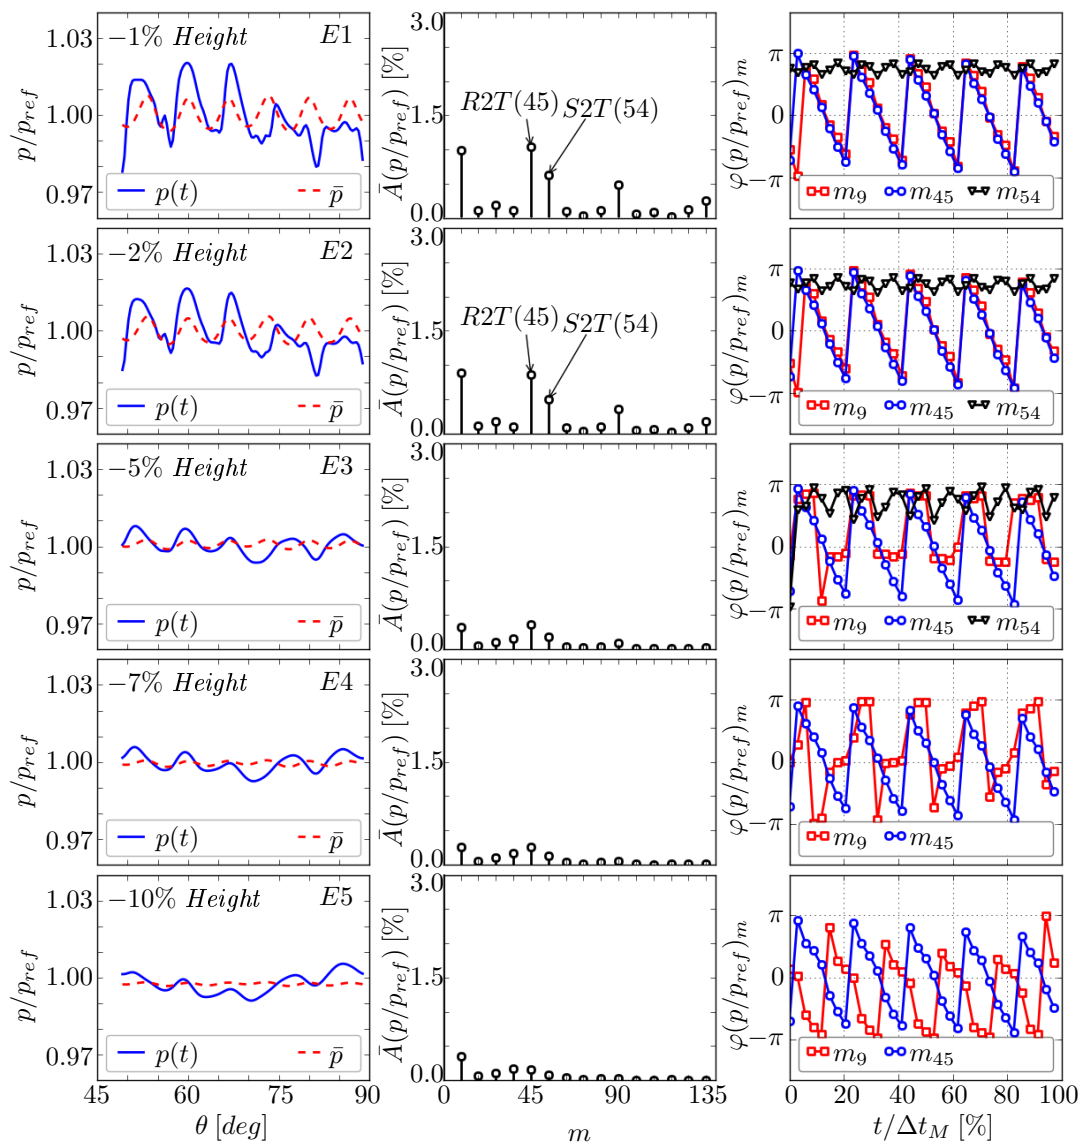 1.03
1.00
0.97
p/p_ref
−1% Height
E1
p(t)
p̄
3.0
1.5
0.0
Ā(p/p_ref) [%]
R2T(45)
S2T(54)
π
0
−π
φ(p/p_ref)_m
m_9
m_45
m_54
1.03
1.00
0.97
p/p_ref
−2% Height
E2
p(t)
p̄
3.0
1.5
0.0
Ā(p/p_ref) [%]
R2T(45)
S2T(54)
π
0
−π
φ(p/p_ref)_m
m_9
m_45
m_54
1.03
1.00
0.97
p/p_ref
−5% Height
E3
p(t)
p̄
3.0
1.5
0.0
Ā(p/p_ref) [%]
π
0
−π
φ(p/p_ref)_m
m_9
m_45
m_54
1.03
1.00
0.97
p/p_ref
−7% Height
E4
p(t)
p̄
3.0
1.5
0.0
Ā(p/p_ref) [%]
π
0
−π
φ(p/p_ref)_m
m_9
m_45
1.03
1.00
0.97
p/p_ref
−10% Height
E5
p(t)
p̄
3.0
1.5
0.0
Ā(p/p_ref) [%]
π
0
−π
φ(p/p_ref)_m
m_9
m_45
45 60 75 90
θ [deg]
0 45 90 135
m
0 20 40 60 80 100
t/Δt_M [%]